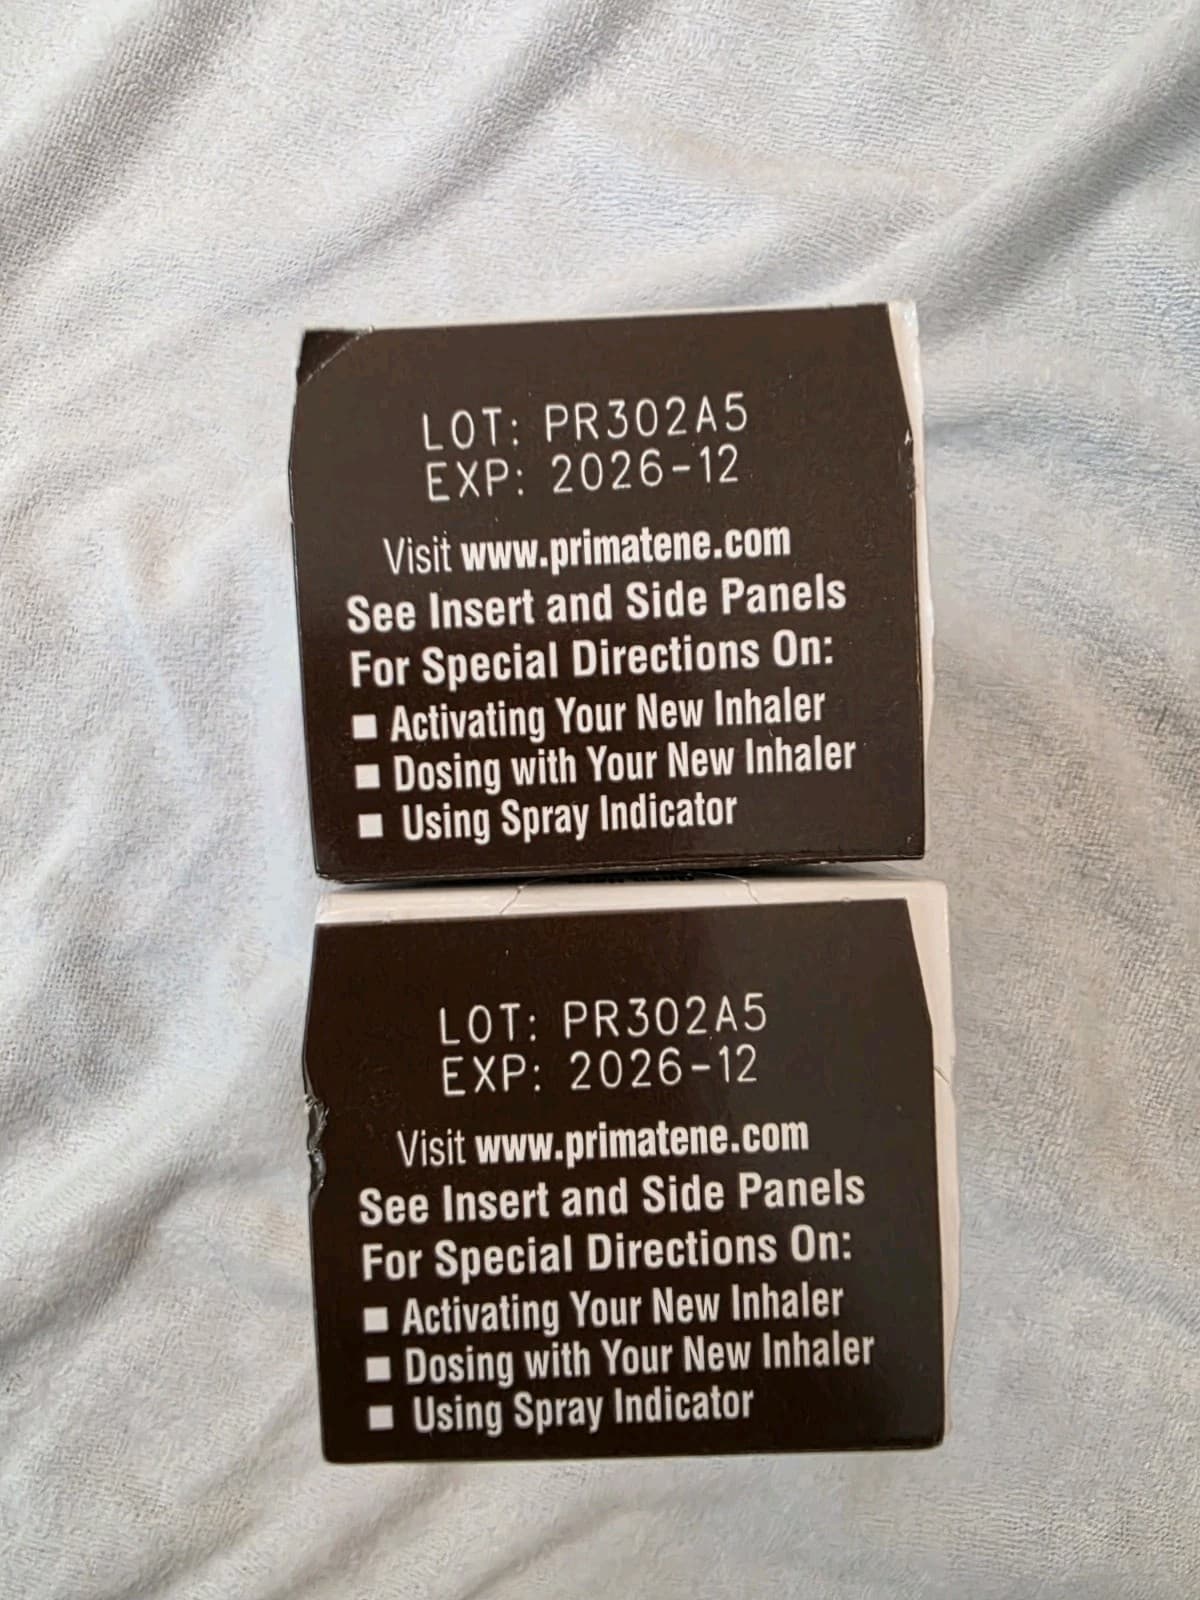 LOT: PR302A5
EXP: 2026-12
Visit www.primatene.com
See Insert and Side Panels
For Special Directions On:
■ Activating Your New Inhaler
■ Dosing with Your New Inhaler
■ Using Spray Indicator
LOT: PR302A5
EXP: 2026-12
Visit www.primatene.com
See Insert and Side Panels
For Special Directions On:
■ Activating Your New Inhaler
■ Dosing with Your New Inhaler
■ Using Spray Indicator